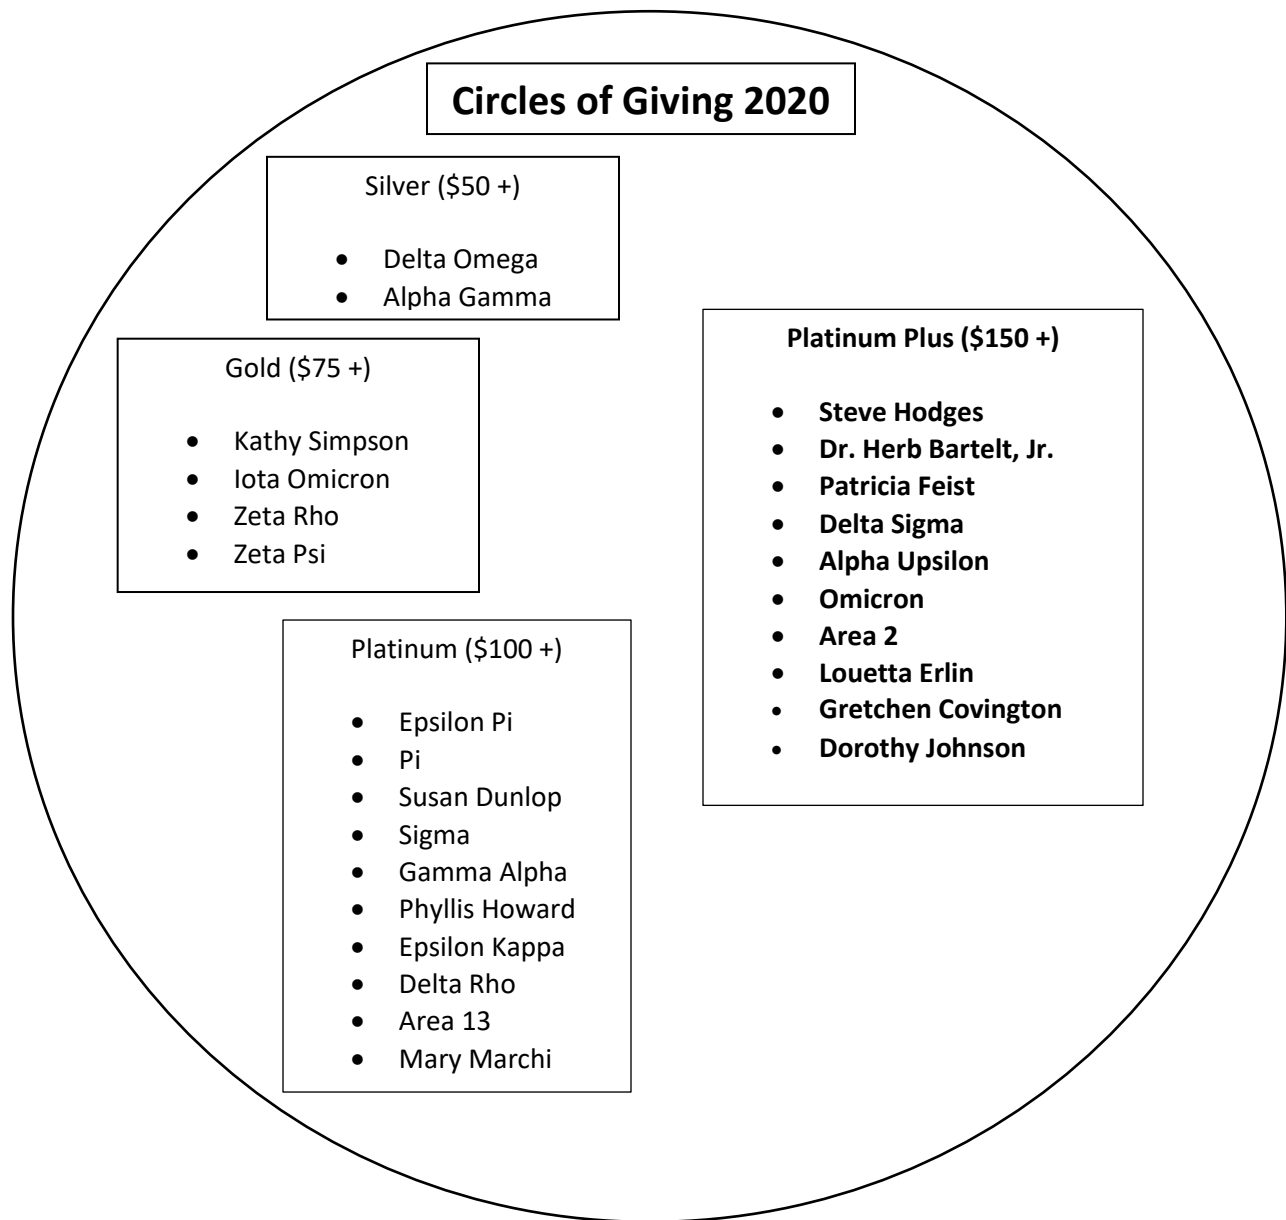 Circles of Giving 2020
Silver ($50 +)
• Delta Omega
• Alpha Gamma
Gold ($75 +)
• Kathy Simpson
• Iota Omicron
• Zeta Rho
• Zeta Psi
Platinum ($100 +)
• Epsilon Pi
• Pi
• Susan Dunlop
• Sigma
• Gamma Alpha
• Phyllis Howard
• Epsilon Kappa
• Delta Rho
• Area 13
• Mary Marchi
Platinum Plus ($150 +)
• Steve Hodges
• Dr. Herb Bartelt, Jr.
• Patricia Feist
• Delta Sigma
• Alpha Upsilon
• Omicron
• Area 2
• Louetta Erlin
• Gretchen Covington
• Dorothy Johnson